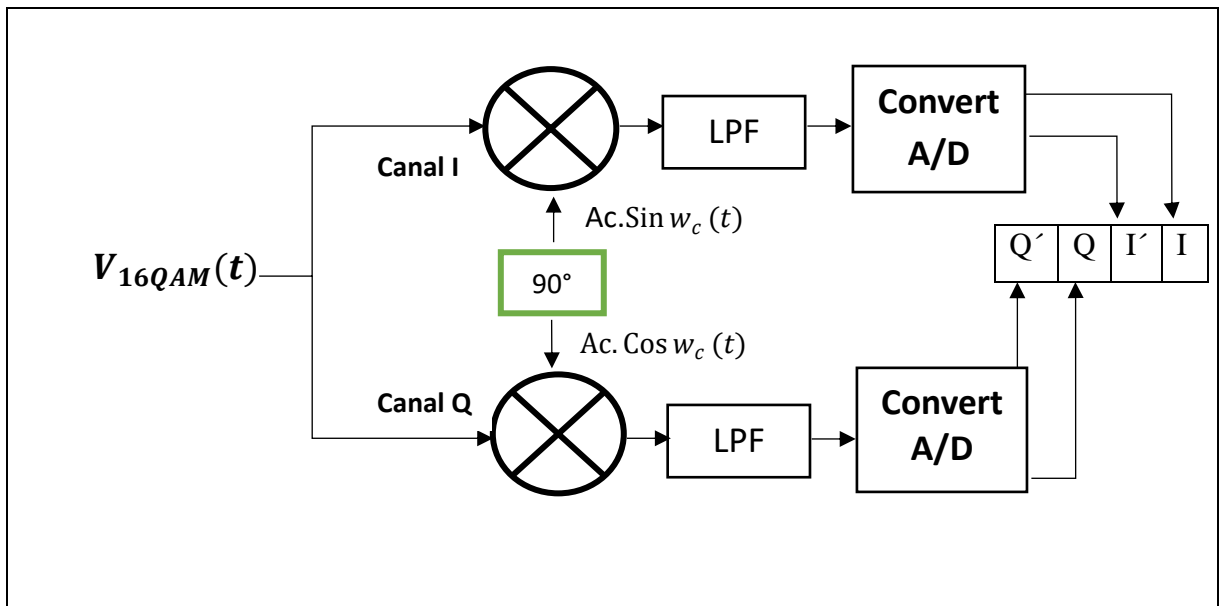 Convert
A/D
LPF
Canal I
Ac.Sin w_c (t)
Q´ Q I´ I
V_16QAM(t)
90°
Ac. Cos w_c (t)
Canal Q
Convert
A/D
LPF